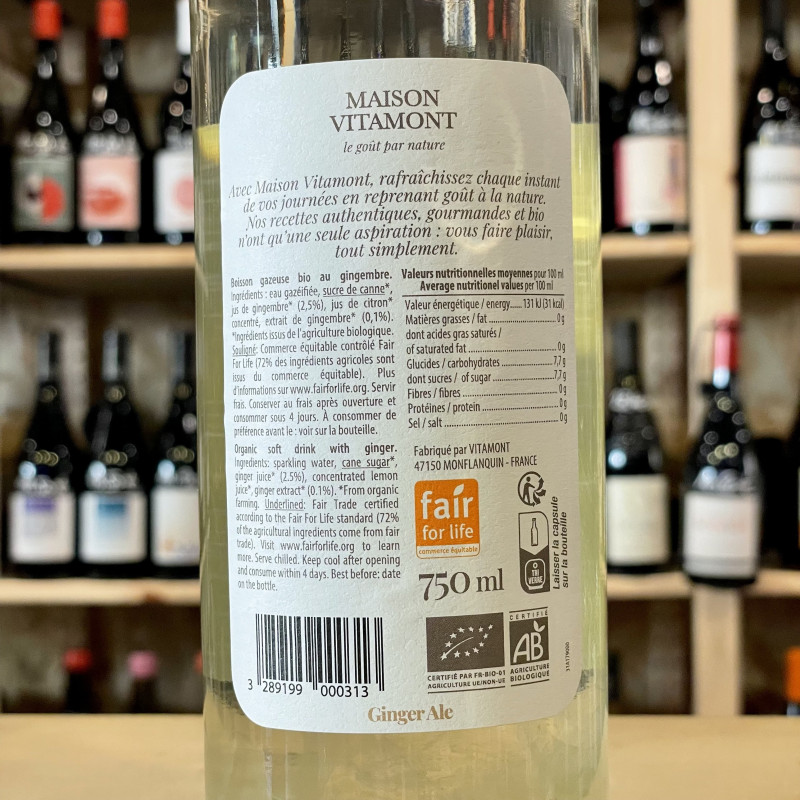 MAISON
VITAMONT
le goût par nature
Avec Maison Vitamont, rafraîchissez chaque instant
de vos journées en reprenant goût à la nature.
Nos recettes authentiques, gourmandes et bio
n'ont qu'une seule aspiration : vous faire plaisir,
tout simplement.
Boisson gazeuse bio au gingembre.
Ingrédients : eau gazéifiée, sucre de canne*,
jus de gingembre* (2,5%), jus de citron*
concentré, extrait de gingembre* (0,1%).
*Ingrédients issus de l'agriculture biologique.
Souligné: Commerce équitable contrôlé Fair
For Life (72% des ingrédients agricoles sont
issus du commerce équitable). Plus
d'informations sur www.fairforlife.org. Servir
frais. Conserver au frais après ouverture et
consommer sous 4 jours. À consommer de
préférence avant le : voir sur la bouteille.
Organic soft drink with ginger.
Ingredients: sparkling water, cane sugar*,
ginger juice* (2.5%), concentrated lemon
juice*, ginger extract* (0.1%). *From organic
farming. Underlined: Fair Trade certified
according to the Fair For Life standard (72%
of the agricultural ingredients come from fair
trade). Visit www.fairforlife.org to learn
more. Serve chilled. Keep cool after opening
and consume within 4 days. Best before: date
on the bottle.
Valeurs nutritionnelles moyennes pour 100 ml
Average nutritionel values per 100 ml
Valeur énergétique / energy..... 131 kJ (31 kcal)
Matières grasses / fat ..... 0 g
dont acides gras saturés /
of saturated fat ..... 0 g
Glucides / carbohydrates ..... 7,7 g
dont sucres / of sugar ..... 7,7 g
Fibres / fibres ..... 0 g
Protéines / protein ..... 0 g
Sel / salt ..... 0 g
Fabriqué par VITAMONT
47150 MONFLANQUIN - FRANCE
fair
for life
commerce équitable
TRI
VERRE
Laisser la capsule
sur la bouteille
750 ml
CERTIFIÉ PAR FR-BIO-01
AGRICULTURE UE/NON-UE
CERTIFIÉ
AB
AGRICULTURE
BIOLOGIQUE
3 289199 000313
Ginger Ale